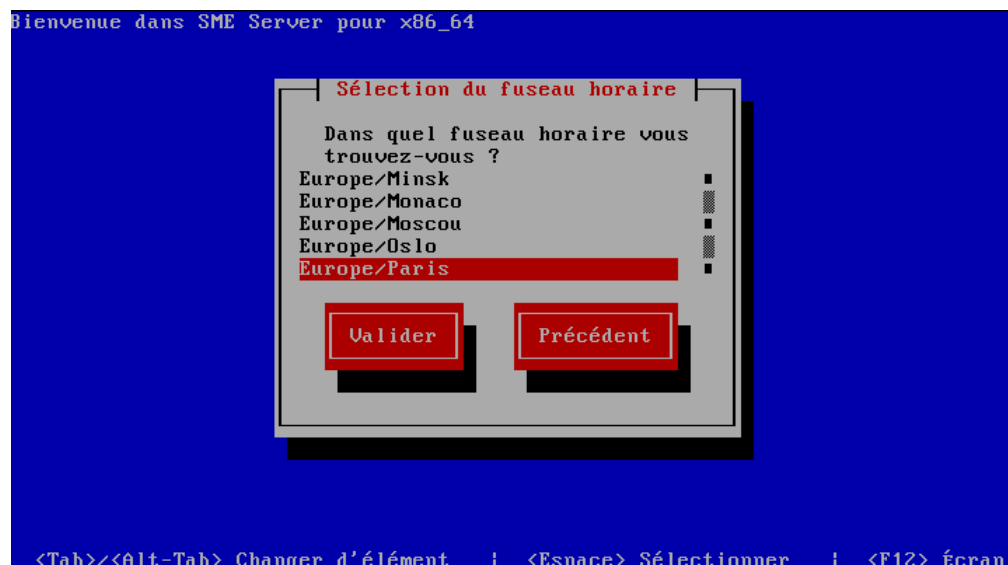 Bienvenue dans SME Server pour x86_64
Sélection du fuseau horaire
Dans quel fuseau horaire vous
trouvez-vous ?
Europe/Minsk
Europe/Monaco
Europe/Moscou
Europe/Oslo
Europe/Paris
Valider Précédent
<Tab>/<Alt-Tab> Changer d'élément | <Espace> Sélectionner | <F12> Écran